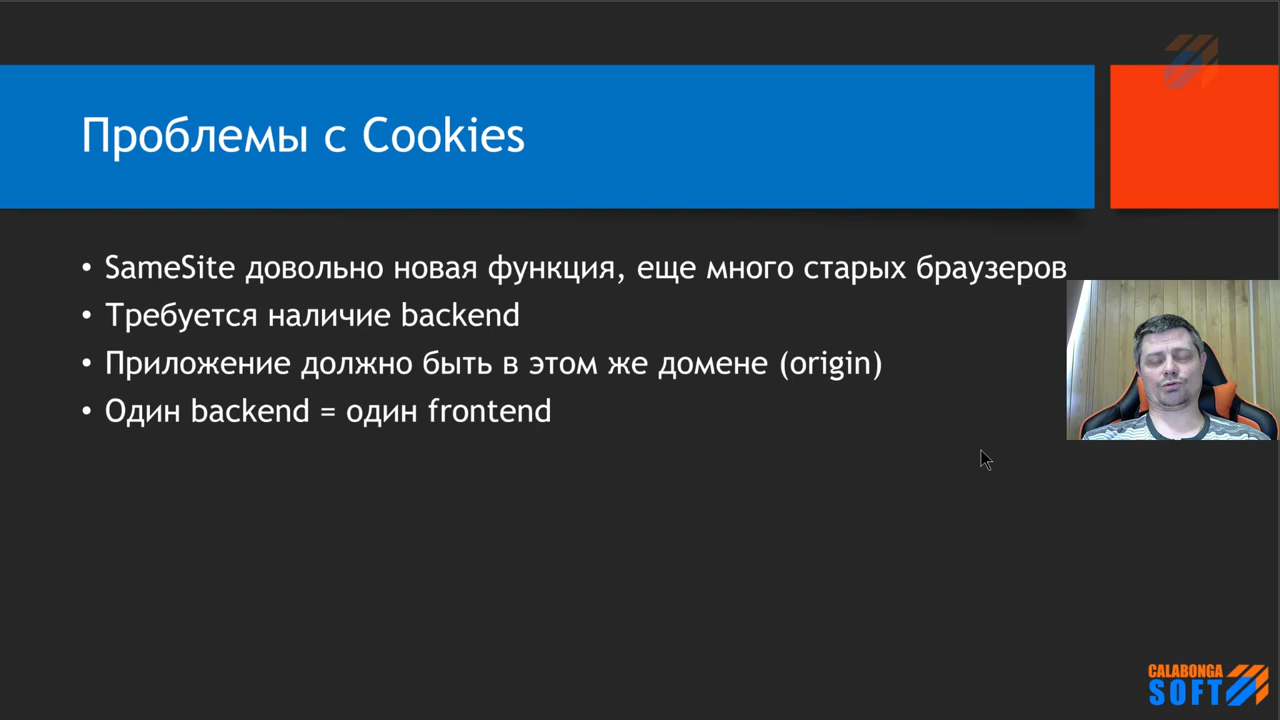 Проблемы с Cookies
• SameSite довольно новая функция, еще много старых браузеров
• Требуется наличие backend
• Приложение должно быть в этом же домене (origin)
• Один backend = один frontend
CALABONGA
SOFT